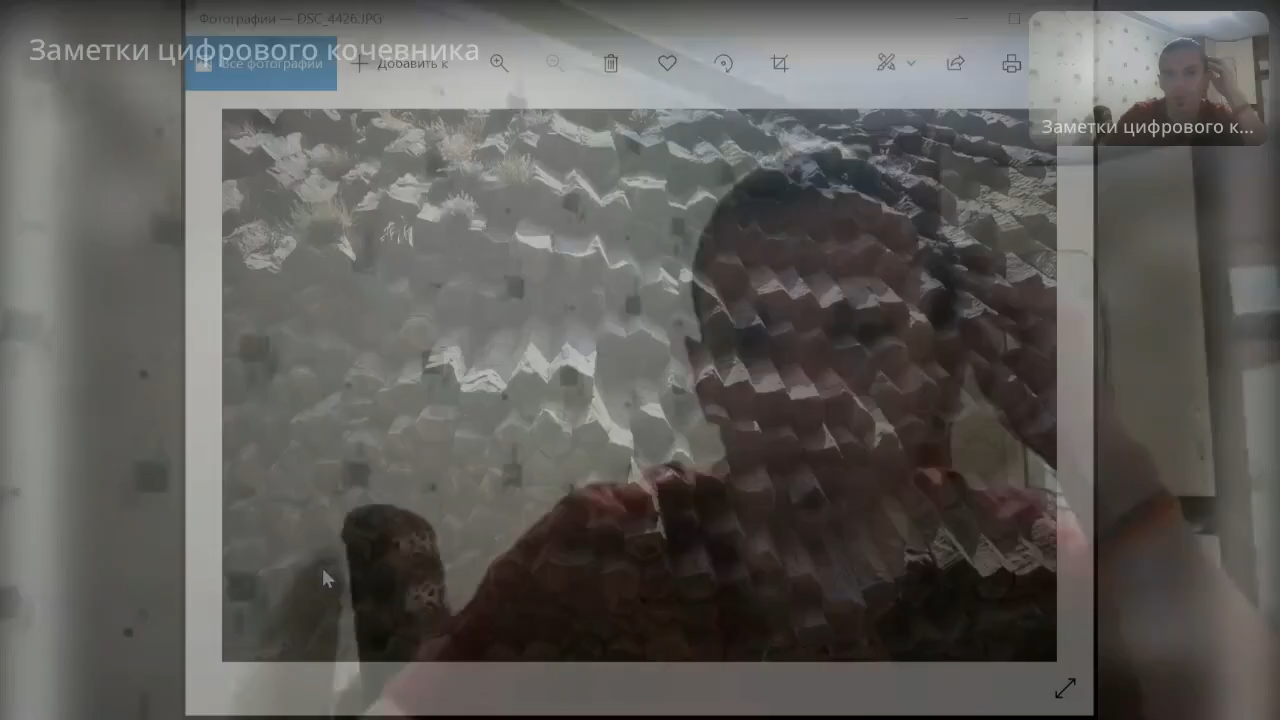 Фотографии — DSC_4426.JPG
Заметки цифрового кочевника
Все фотографии
Добавить к
Заметки цифрового к...